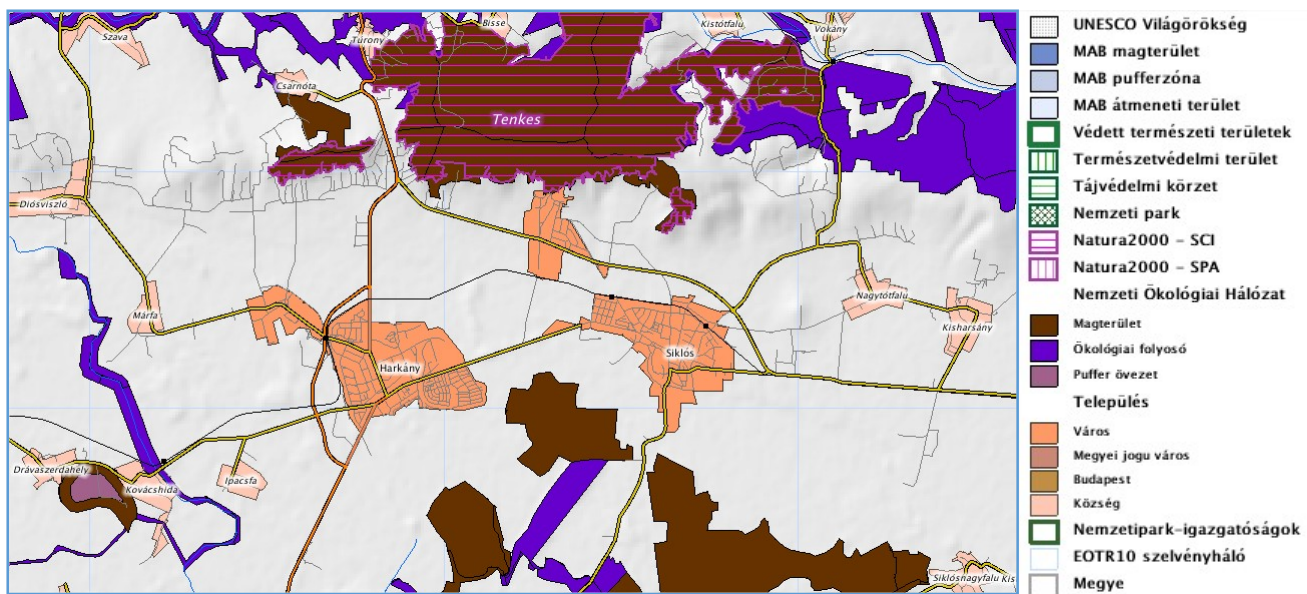 Szava
Bisse
Túrony
Kistótfalu
Vokány
Csarnóta
Tenkes
Diósviszló
Márfa
Nagytótfalu
Kisharsány
Siklós
Harkány
Drávaszerdahely
Kovácshida
Ipacsfa
Siklósnagyfalu Kis
UNESCO Világörökség
MAB magterület
MAB pufferzóna
MAB átmeneti terület
Védett természeti területek
Természetvédelmi terület
Tájvédelmi körzet
Nemzeti park
Natura2000 - SCI
Natura2000 - SPA
Nemzeti Ökológiai Hálózat
Magterület
Ökológiai folyosó
Puffer övezet
Település
Város
Megyei jogu város
Budapest
Község
Nemzetipark-igazgatóságok
EOTR10 szelvényháló
Megye